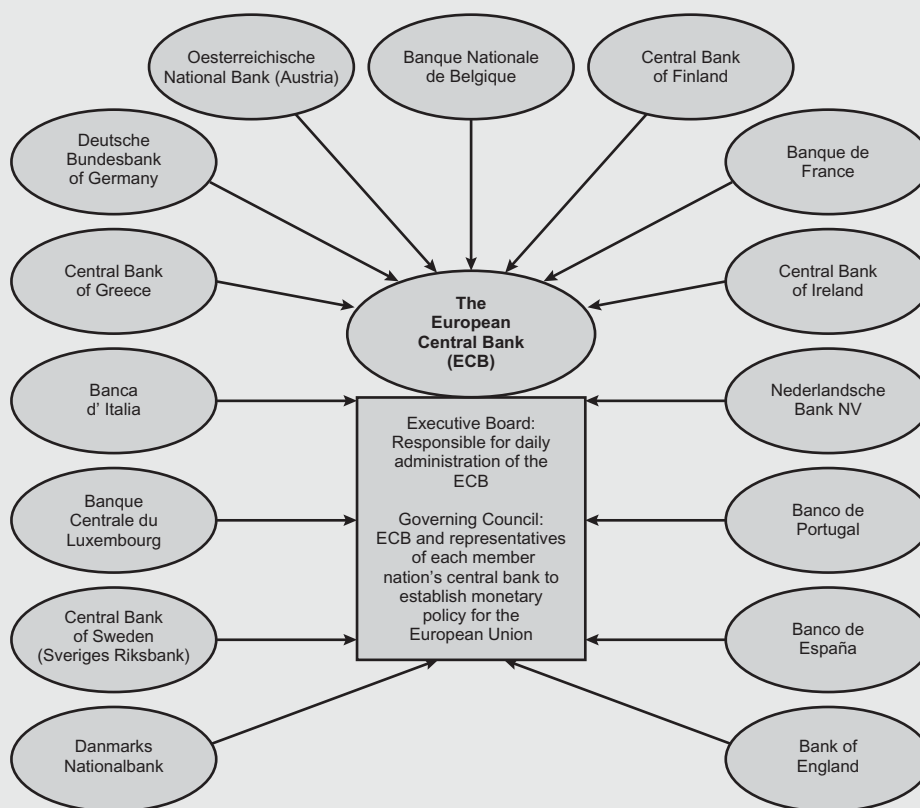 Oesterreichische
National Bank (Austria)
Banque Nationale
de Belgique
Central Bank
of Finland
Deutsche
Bundesbank
of Germany
Banque de
France
Central Bank
of Greece
The
European
Central Bank
(ECB)
Central Bank
of Ireland
Banca
d' Italia
Nederlandsche
Bank NV
Executive Board:
Responsible for daily
administration of the
ECB
Governing Council:
ECB and representatives
of each member
nation's central bank to
establish monetary
policy for the
European Union
Banque
Centrale du
Luxembourg
Banco de
Portugal
Central Bank
of Sweden
(Sveriges Riksbank)
Banco de
España
Danmarks
Nationalbank
Bank of
England